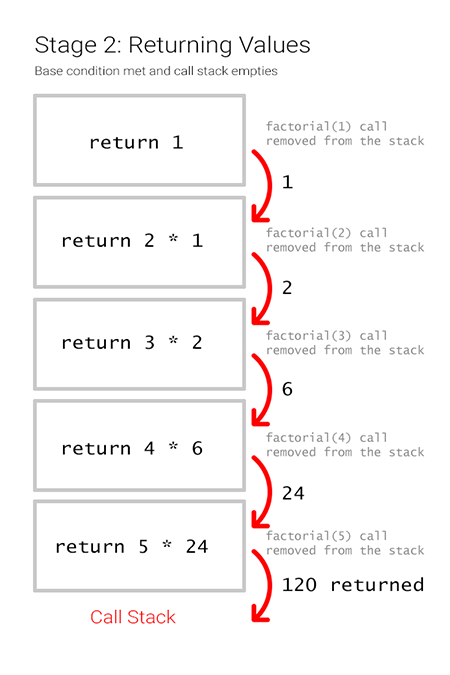 Stage 2: Returning Values
Base condition met and call stack empties
return 1
factorial(1) call
removed from the stack
1
return 2 * 1
factorial(2) call
removed from the stack
2
return 3 * 2
factorial(3) call
removed from the stack
6
return 4 * 6
factorial(4) call
removed from the stack
24
return 5 * 24
factorial(5) call
removed from the stack
120 returned
Call Stack